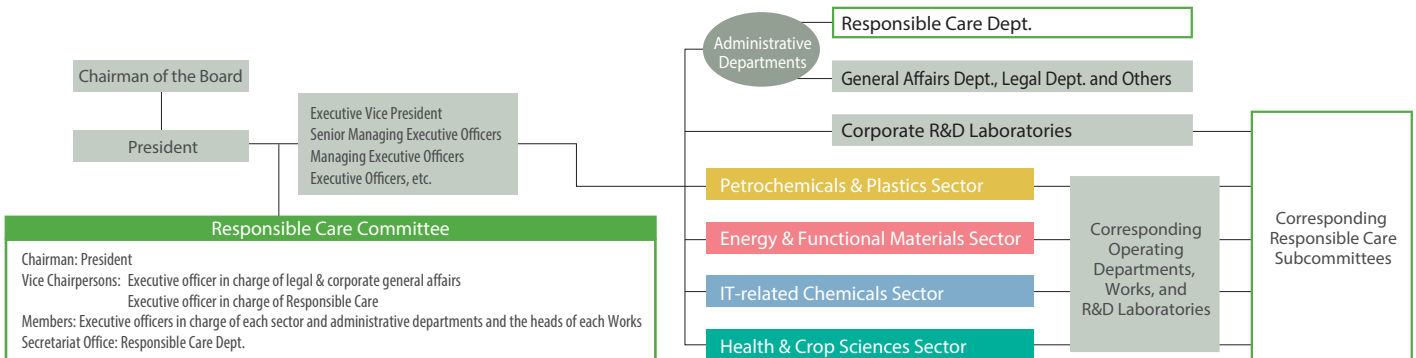 Chairman of the Board
President
Executive Vice President
Senior Managing Executive Officers
Managing Executive Officers
Executive Officers, etc.
Responsible Care Committee
Chairman: President
Vice Chairpersons: Executive officer in charge of legal & corporate general affairs
Executive officer in charge of Responsible Care
Members: Executive officers in charge of each sector and administrative departments and the heads of each Works
Secretariat Office: Responsible Care Dept.
Administrative
Departments
Responsible Care Dept.
General Affairs Dept., Legal Dept. and Others
Corporate R&D Laboratories
Petrochemicals & Plastics Sector
Energy & Functional Materials Sector
IT-related Chemicals Sector
Health & Crop Sciences Sector
Corresponding
Operating
Departments,
Works, and
R&D Laboratories
Corresponding
Responsible Care
Subcommittees